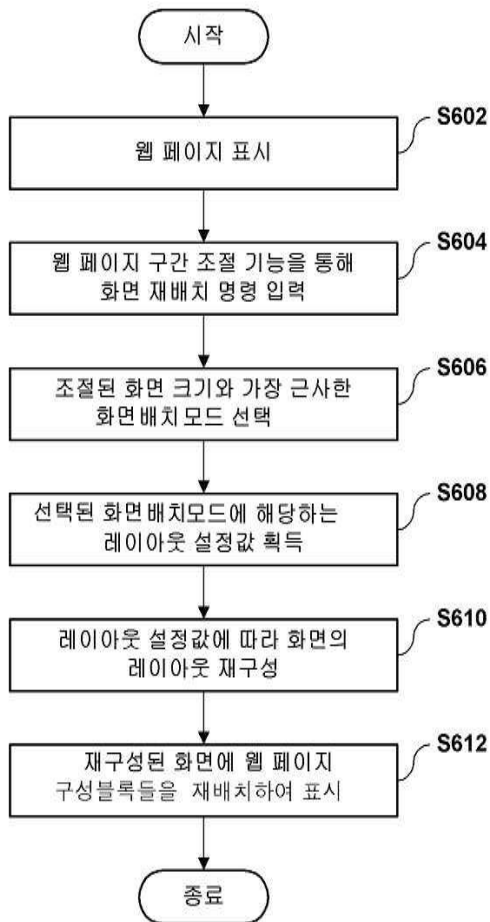 시작
S602
웹 페이지 표시
S604
웹 페이지 구간 조절 기능을 통해
화면 재배치 명령 입력
S606
조절된 화면 크기와 가장 근사한
화면배치모드 선택
S608
선택된 화면배치모드에 해당하는
레이아웃 설정값 획득
S610
레이아웃 설정값에 따라 화면의
레이아웃 재구성
S612
재구성된 화면에 웹 페이지
구성블록들을 재배치하여 표시
종료